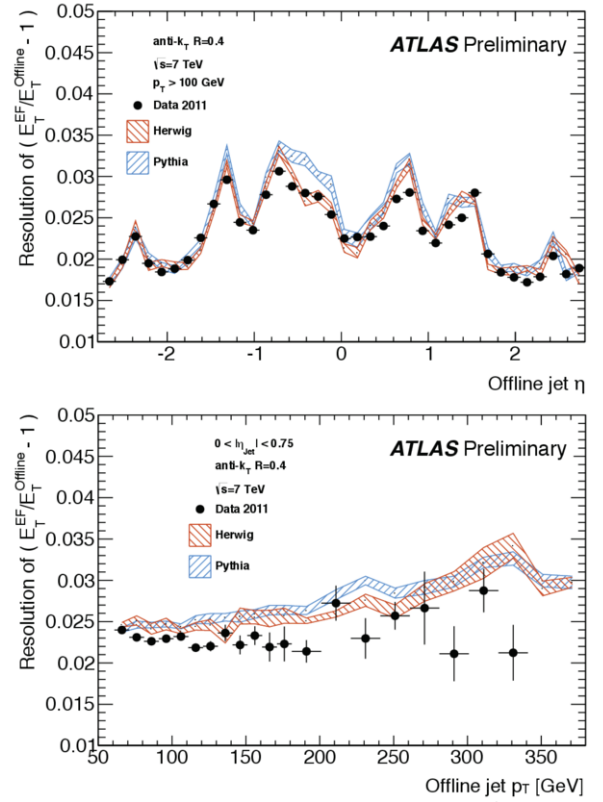 0.05
0.045
0.04
0.035
0.03
0.025
0.02
0.015
0.01
Resolution of ( E_T^EF/E_T^Offline - 1 )
anti-k_T R=0.4
√s=7 TeV
p_T > 100 GeV
Data 2011
Herwig
Pythia
ATLAS Preliminary
-2 -1 0 1 2
Offline jet η
0.05
0.045
0.04
0.035
0.03
0.025
0.02
0.015
0.01
Resolution of ( E_T^EF/E_T^Offline - 1 )
0 < |η_Jet| < 0.75
anti-k_T R=0.4
√s=7 TeV
Data 2011
Herwig
Pythia
ATLAS Preliminary
50 100 150 200 250 300 350
Offline jet p_T [GeV]